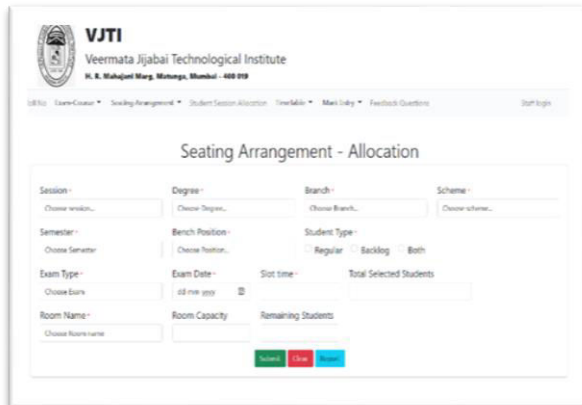 VJTI
Veermata Jijabai Technological Institute
H. R. Mahajani Marg, Matunga, Mumbai - 400 019
Exam-Course Seating Arrangement Student Session Allocation Timetable Mark Entry Feedback Questions Staff login
Seating Arrangement - Allocation
Session - Degree - Branch - Scheme -
Choose session... Choose Degree... Choose Branch... Choose scheme...
Semester - Bench Position - Student Type -
Choose Semester Choose Position... Regular Backlog Both
Exam Type - Exam Date - Slot time - Total Selected Students
Choose Exam dd-mm-yyyy
Room Name - Room Capacity Remaining Students
Choose Room name
Submit Clear